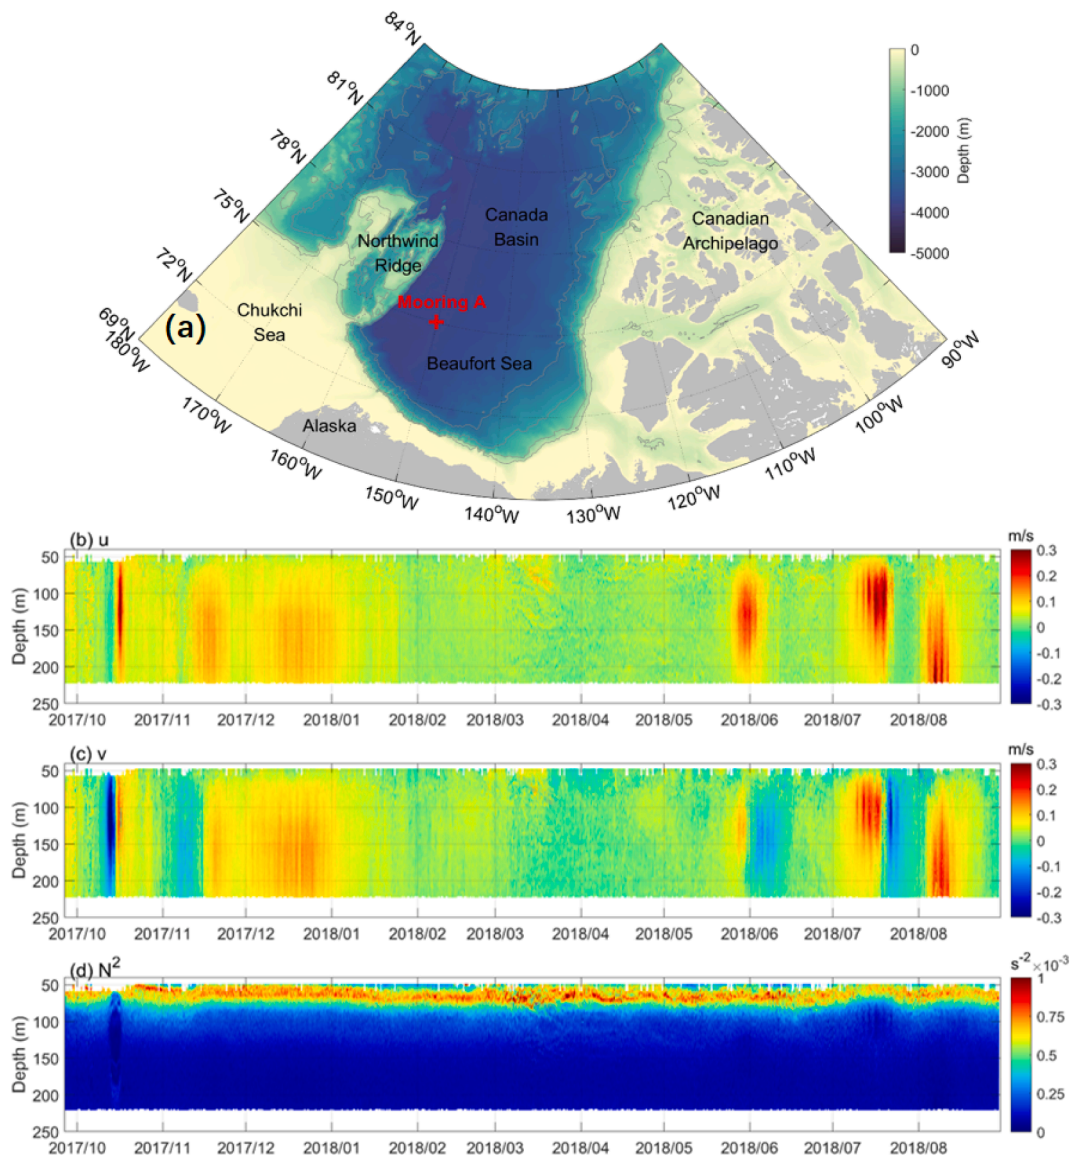 84°N
81°N
78°N
75°N
72°N
69°N
180°W
170°W
160°W
150°W
140°W
130°W
120°W
110°W
100°W
90°W
Canada
Basin
Canadian
Archipelago
Northwind
Ridge
Mooring A
Chukchi
Sea
(a)
Beaufort Sea
Alaska
0
-1000
-2000
-3000
-4000
-5000
Depth (m)
(b) u
m/s
50
100
150
200
250
Depth (m)
2017/10 2017/11 2017/12 2018/01 2018/02 2018/03 2018/04 2018/05 2018/06 2018/07 2018/08
0.3
0.2
0.1
0
-0.1
-0.2
-0.3
(c) v
m/s
50
100
150
200
250
Depth (m)
2017/10 2017/11 2017/12 2018/01 2018/02 2018/03 2018/04 2018/05 2018/06 2018/07 2018/08
0.3
0.2
0.1
0
-0.1
-0.2
-0.3
(d) N²
s⁻² ×10⁻³
50
100
150
200
250
Depth (m)
2017/10 2017/11 2017/12 2018/01 2018/02 2018/03 2018/04 2018/05 2018/06 2018/07 2018/08
1
0.75
0.5
0.25
0